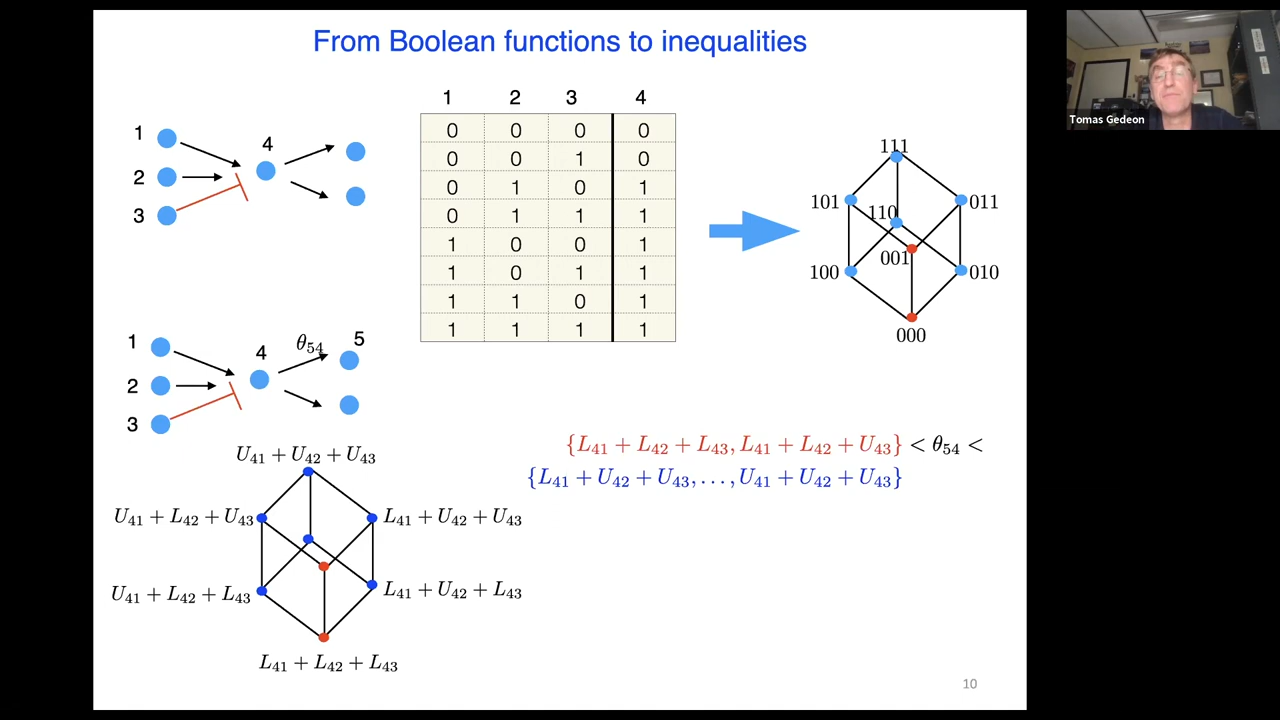 From Boolean functions to inequalities
1 2 3 4
0 0 0 0
0 0 1 0
0 1 0 1
0 1 1 1
1 0 0 1
1 0 1 1
1 1 0 1
1 1 1 1
1
2
3
4
111
101
110
011
001
100
010
000
1
2
3
4
θ₅₄
5
{L₄₁ + L₄₂ + L₄₃, L₄₁ + L₄₂ + U₄₃} < θ₅₄ <
{L₄₁ + U₄₂ + U₄₃, . . . , U₄₁ + U₄₂ + U₄₃}
U₄₁ + U₄₂ + U₄₃
U₄₁ + L₄₂ + U₄₃
L₄₁ + U₄₂ + U₄₃
U₄₁ + L₄₂ + L₄₃
L₄₁ + U₄₂ + L₄₃
L₄₁ + L₄₂ + L₄₃
10
Tomas Gedeon